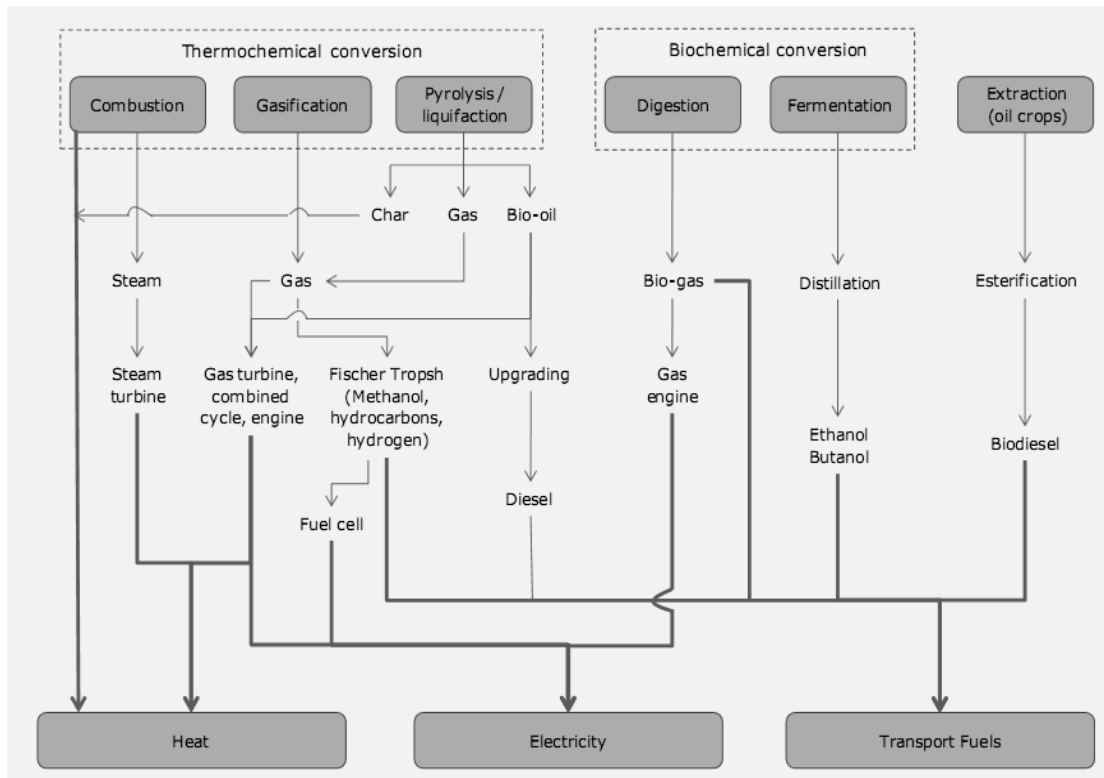 Thermochemical conversion
Biochemical conversion
Combustion
Gasification
Pyrolysis /
liquifaction
Digestion
Fermentation
Extraction
(oil crops)
Char
Gas
Bio-oil
Steam
Gas
Bio-gas
Distillation
Esterification
Steam
turbine
Gas turbine,
combined
cycle, engine
Fischer Tropsh
(Methanol,
hydrocarbons,
hydrogen)
Upgrading
Gas
engine
Ethanol
Butanol
Biodiesel
Diesel
Fuel cell
Heat
Electricity
Transport Fuels